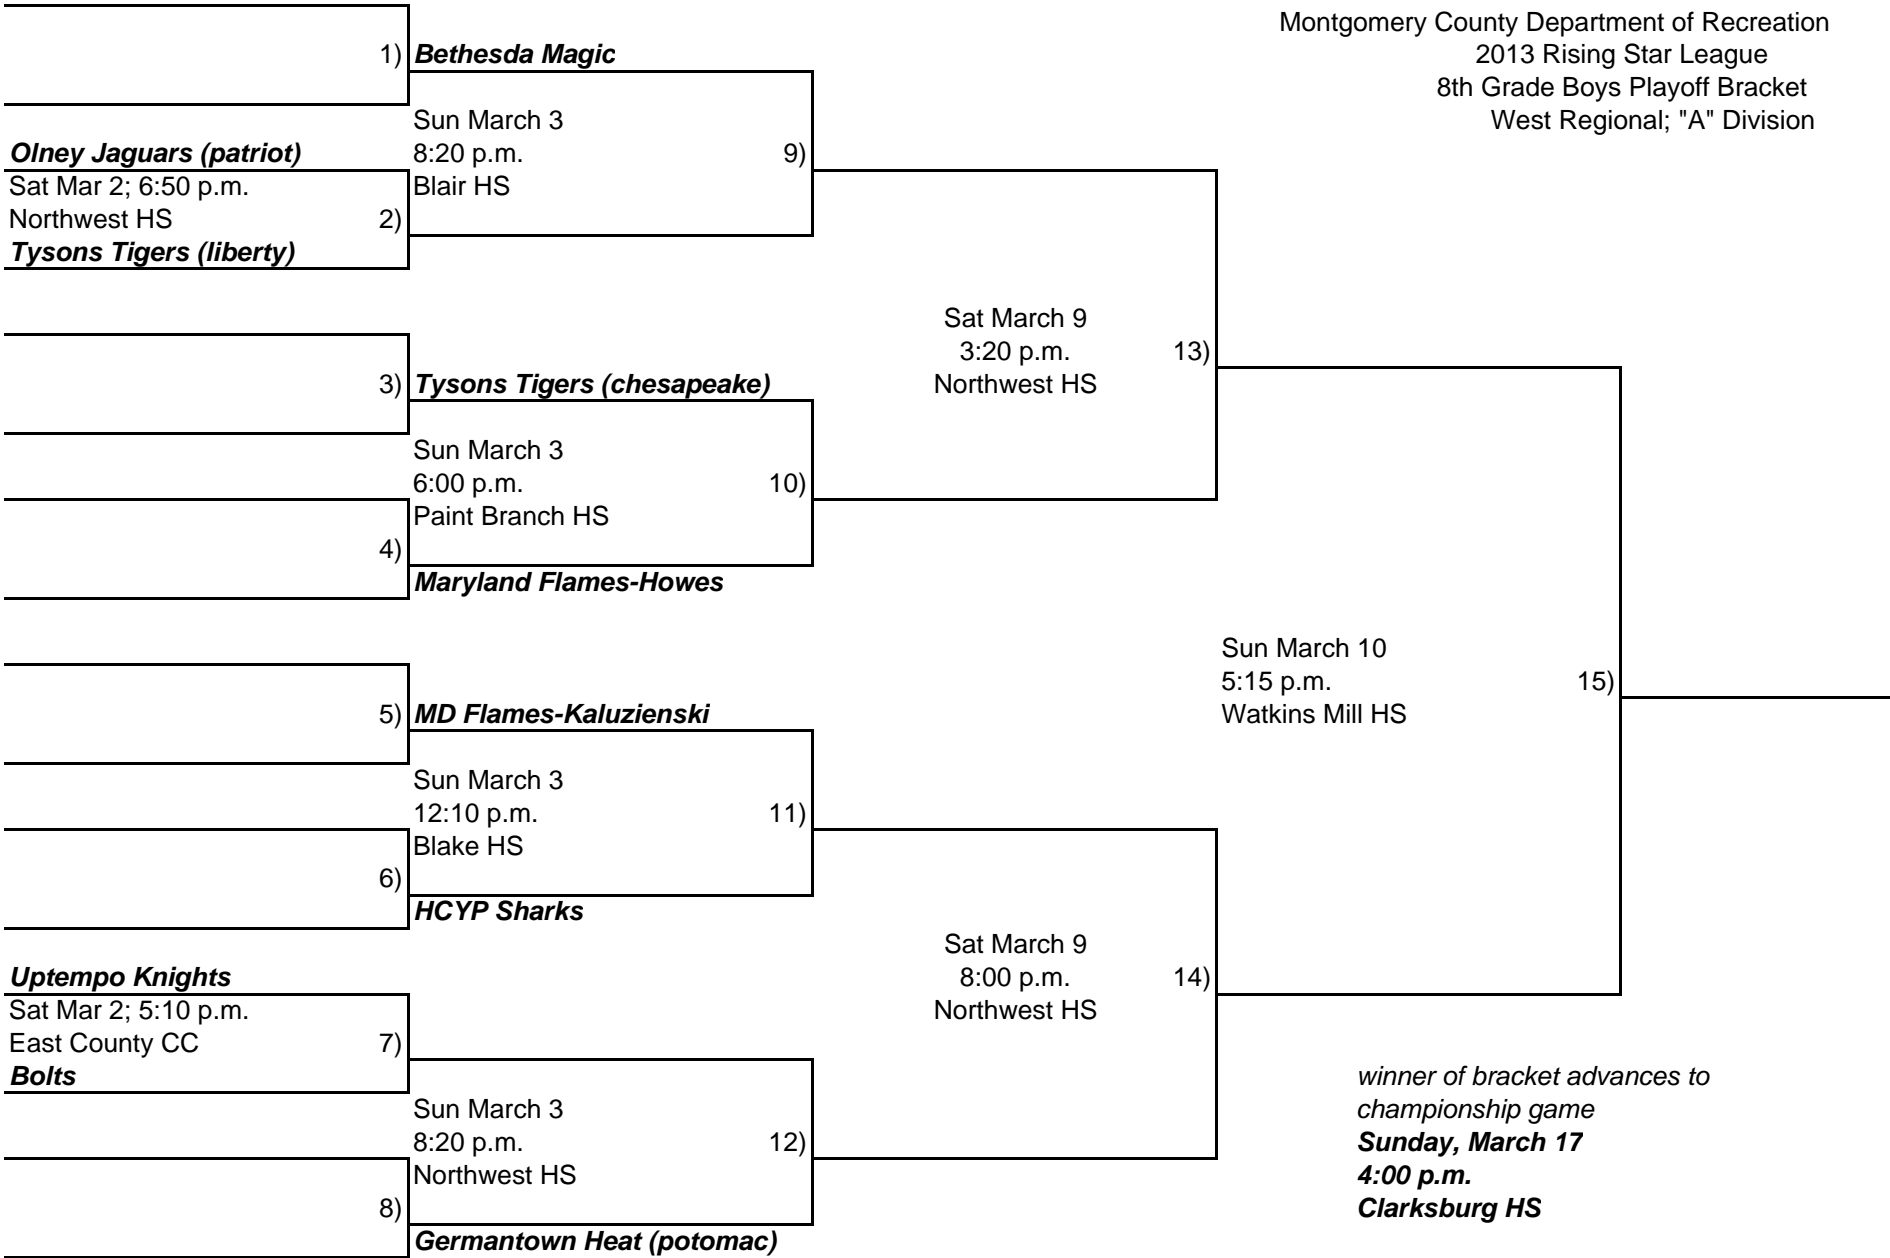 Montgomery County Department of Recreation
2013 Rising Star League
8th Grade Boys Playoff Bracket
West Regional; "A" Division
1) Bethesda Magic
Sun March 3
8:20 p.m. 9)
Blair HS
Olney Jaguars (patriot)
Sat Mar 2; 6:50 p.m.
Northwest HS 2)
Tysons Tigers (liberty)
Sat March 9
3:20 p.m. 13)
Northwest HS
3) Tysons Tigers (chesapeake)
Sun March 3
6:00 p.m. 10)
Paint Branch HS
4)
Maryland Flames-Howes
Sun March 10
5:15 p.m. 15)
Watkins Mill HS
5) MD Flames-Kaluzienski
Sun March 3
12:10 p.m. 11)
Blake HS
6)
HCYP Sharks
Sat March 9
8:00 p.m. 14)
Northwest HS
Uptempo Knights
Sat Mar 2; 5:10 p.m.
East County CC 7)
Bolts
Sun March 3
8:20 p.m. 12)
Northwest HS
8)
Germantown Heat (potomac)
winner of bracket advances to
championship game
Sunday, March 17
4:00 p.m.
Clarksburg HS